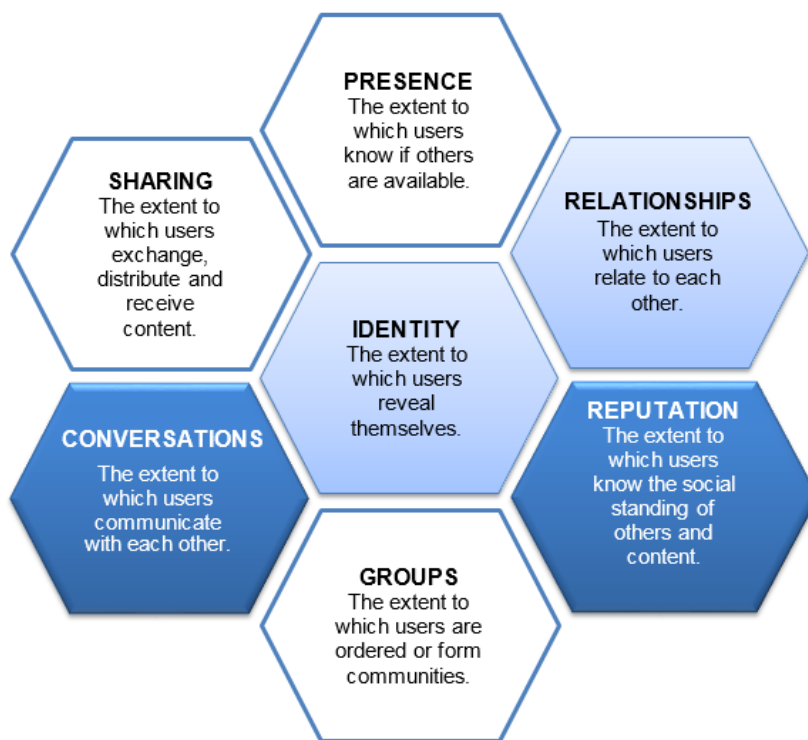 PRESENCE
The extent to
which users
know if others
are available.
SHARING
The extent to
which users
exchange,
distribute and
receive
content.
RELATIONSHIPS
The extent to
which users
relate to each
other.
IDENTITY
The extent to
which users
reveal
themselves.
CONVERSATIONS
The extent to
which users
communicate
with each other.
REPUTATION
The extent to
which users
know the social
standing of
others and
content.
GROUPS
The extent to
which users are
ordered or form
communities.